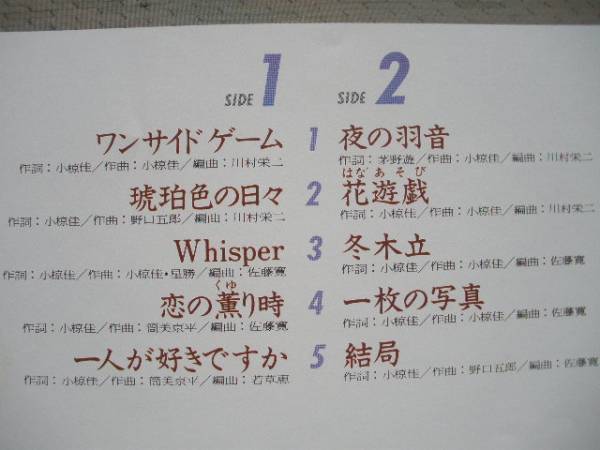 SIDE 1
ワンサイドゲーム
作詞：小椋佳／作曲：小椋佳／編曲：川村栄二
琥珀色の日々
作詞：小椋佳／作曲：野口五郎／編曲：川村栄二
Whisper
作詞：小椋佳／作曲：小椋佳・星勝／編曲：佐藤寛
くゆ
恋の薫り時
作詞：小椋佳／作曲：筒美京平／編曲：佐藤寛
一人が好きですか
作詞：小椋佳／作曲：筒美京平／編曲：若草恵
1
2
3
4
5
SIDE 2
夜の羽音
作詞：茅野遊／作曲：小椋佳／編曲：川村栄二
はなあそび
花遊戯
作詞：小椋佳／作曲：小椋佳／編曲：川村栄二
冬木立
作詞：小椋佳／作曲：小椋佳／編曲：佐藤寛
一枚の写真
作詞：小椋佳／作曲：小椋佳／編曲：佐藤寛
結局
作詞：小椋佳／作曲：野口五郎／編曲：佐藤寛